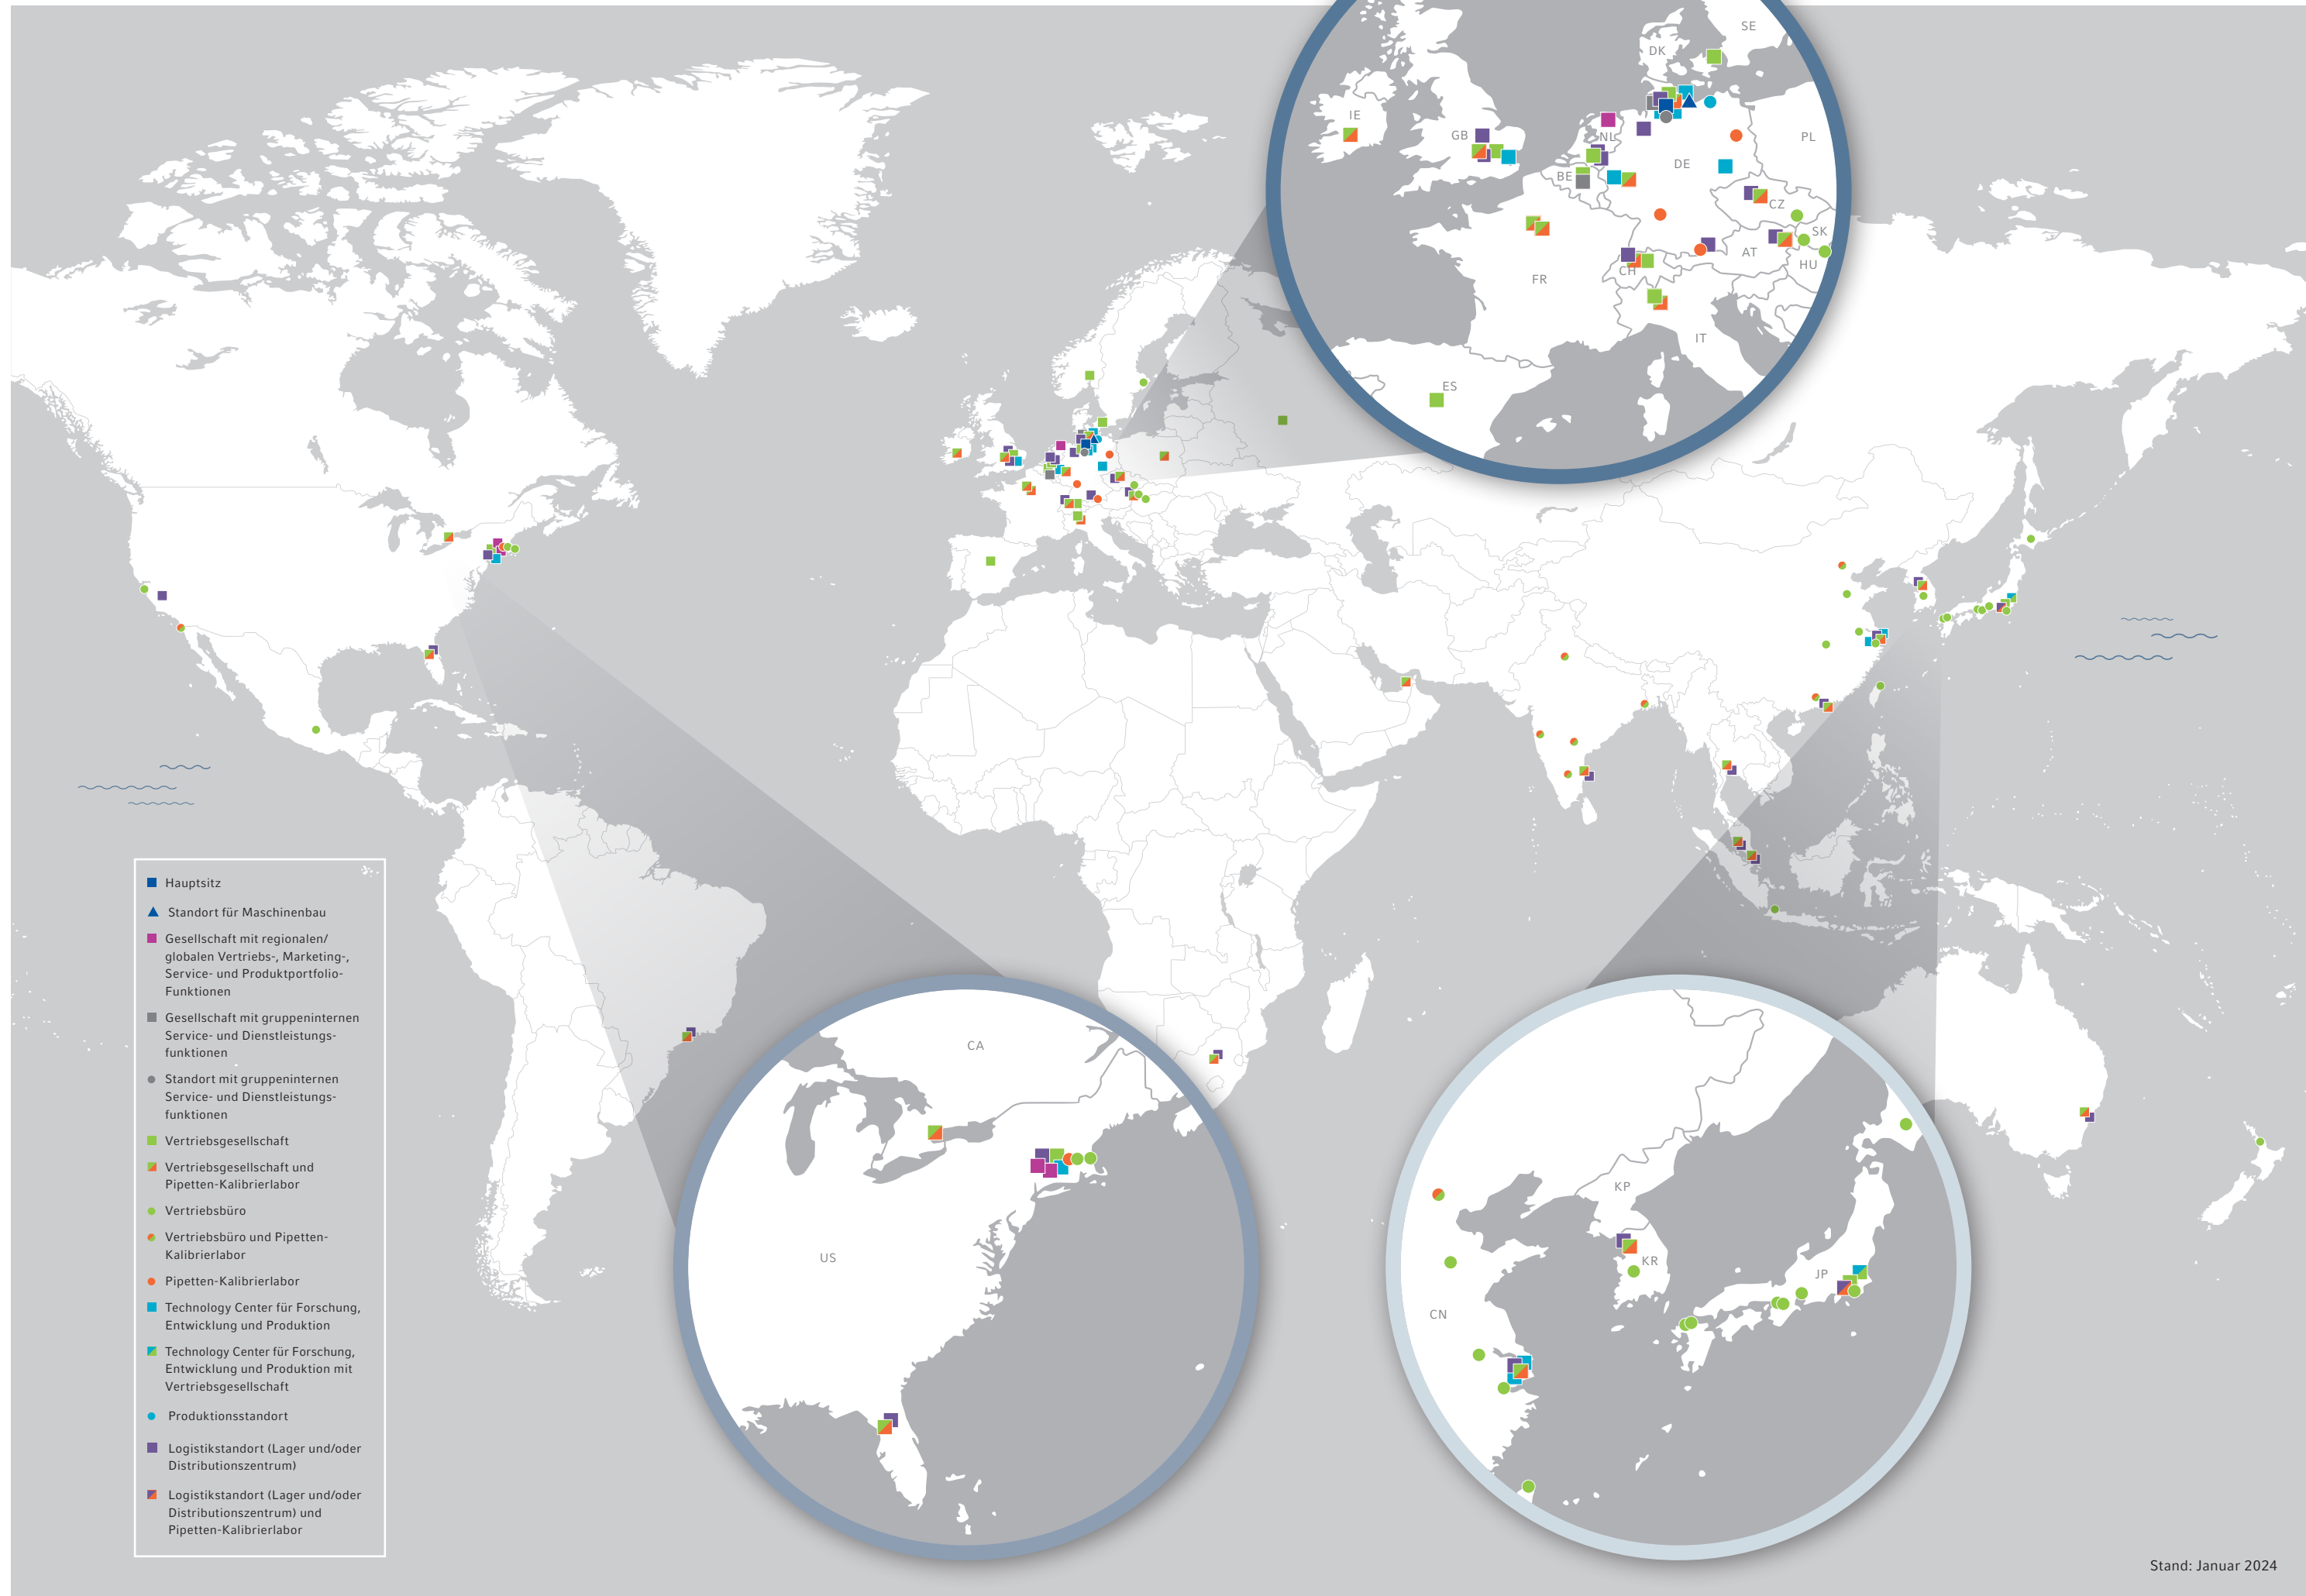 SE
DK
IE
GB
NL
PL
DE
BE
CZ
SK
AT
HU
CH
FR
IT
ES
Hauptsitz
Standort für Maschinenbau
Gesellschaft mit regionalen/
globalen Vertriebs-, Marketing-,
Service- und Produktportfolio-
Funktionen
Gesellschaft mit gruppeninternen
Service- und Dienstleistungs-
funktionen
Standort mit gruppeninternen
Service- und Dienstleistungs-
funktionen
Vertriebsgesellschaft
Vertriebsgesellschaft und
Pipetten-Kalibrierlabor
Vertriebsbüro
Vertriebsbüro und Pipetten-
Kalibrierlabor
Pipetten-Kalibrierlabor
Technology Center für Forschung,
Entwicklung und Produktion
Technology Center für Forschung,
Entwicklung und Produktion mit
Vertriebsgesellschaft
Produktionsstandort
Logistikstandort (Lager und/oder
Distributionszentrum)
Logistikstandort (Lager und/oder
Distributionszentrum) und
Pipetten-Kalibrierlabor
CA
US
KP
KR
JP
CN
Stand: Januar 2024